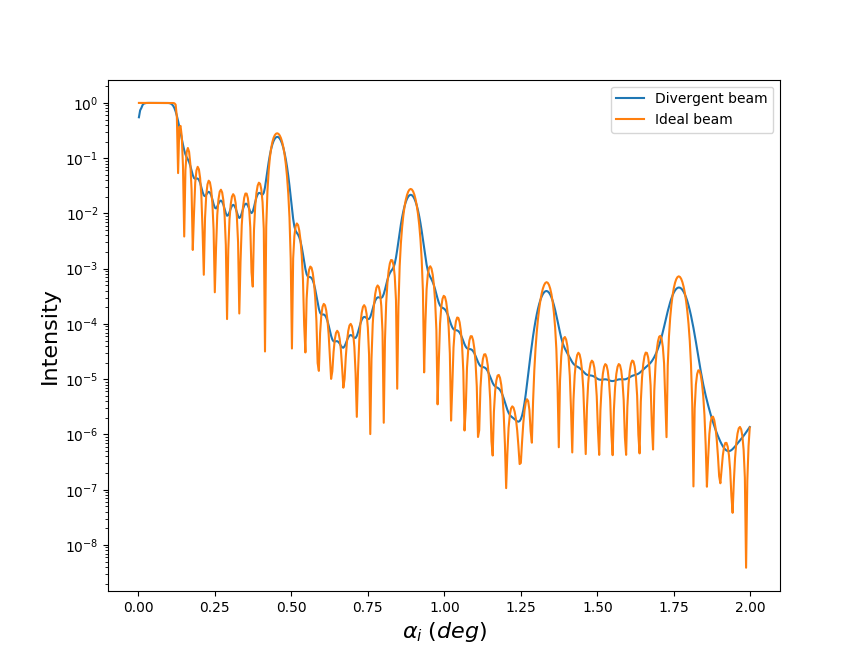 Divergent beam
Ideal beam
Intensity
10⁰
10⁻¹
10⁻²
10⁻³
10⁻⁴
10⁻⁵
10⁻⁶
10⁻⁷
10⁻⁸
0.00 0.25 0.50 0.75 1.00 1.25 1.50 1.75 2.00
αᵢ (deg)